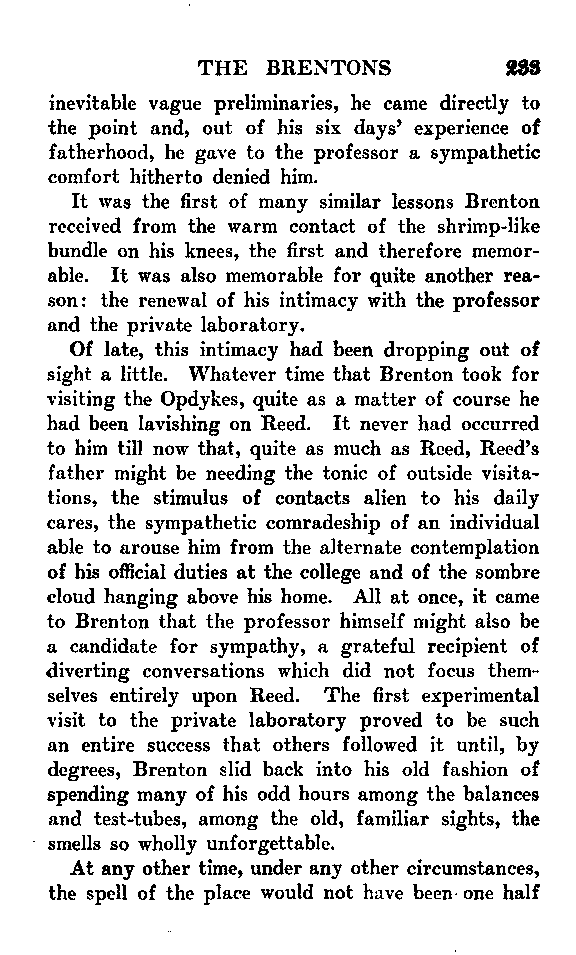 THE BRENTONS 233
inevitable vague preliminaries, he came directly to
the point and, out of his six days' experience of
fatherhood, he gave to the professor a sympathetic
comfort hitherto denied him.
It was the first of many similar lessons Brenton
received from the warm contact of the shrimp-like
bundle on his knees, the first and therefore memor-
able. It was also memorable for quite another rea-
son: the renewal of his intimacy with the professor
and the private laboratory.
Of late, this intimacy had been dropping out of
sight a little. Whatever time that Brenton took for
visiting the Opdykes, quite as a matter of course he
had been lavishing on Reed. It never had occurred
to him till now that, quite as much as Reed, Reed's
father might be needing the tonic of outside visita-
tions, the stimulus of contacts alien to his daily
cares, the sympathetic comradeship of an individual
able to arouse him from the alternate contemplation
of his official duties at the college and of the sombre
cloud hanging above his home. All at once, it came
to Brenton that the professor himself might also be
a candidate for sympathy, a grateful recipient of
diverting conversations which did not focus them-
selves entirely upon Reed. The first experimental
visit to the private laboratory proved to be such
an entire success that others followed it until, by
degrees, Brenton slid back into his old fashion of
spending many of his odd hours among the balances
and test-tubes, among the old, familiar sights, the
smells so wholly unforgettable.
At any other time, under any other circumstances,
the spell of the place would not have been one half